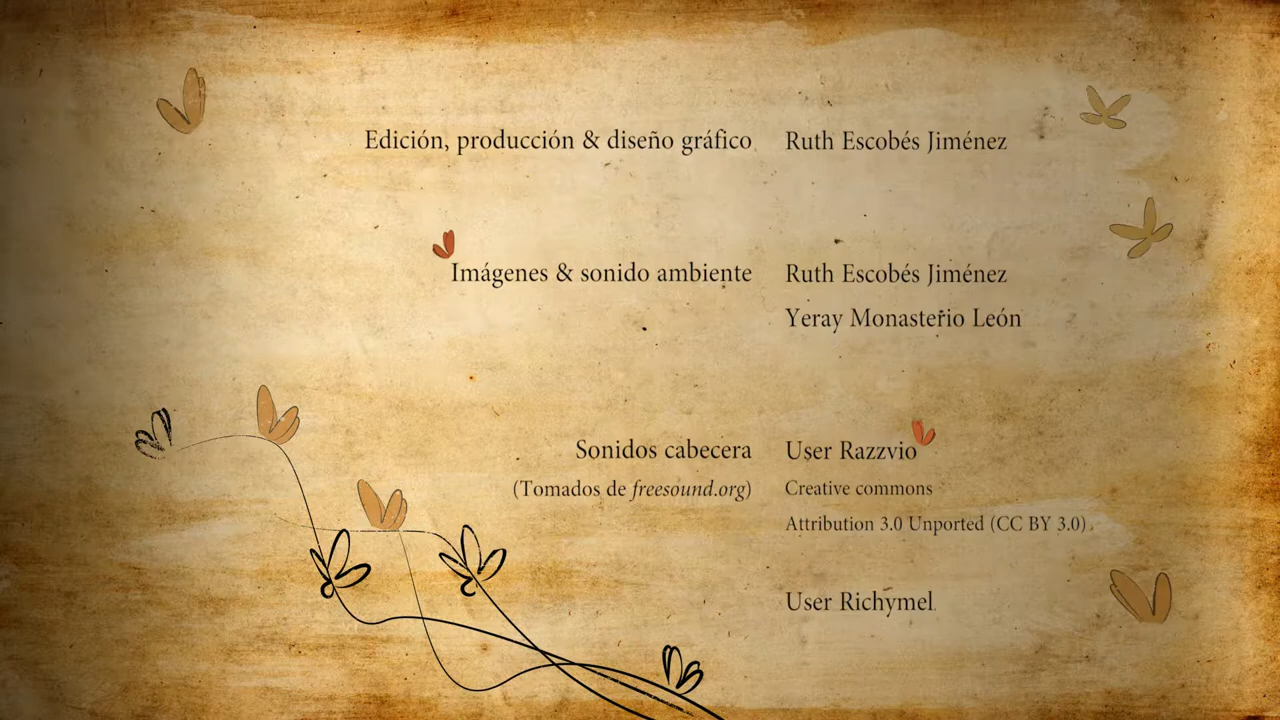 Edición, producción & diseño gráfico Ruth Escobés Jiménez
Imágenes & sonido ambiente Ruth Escobés Jiménez
Yeray Monasterio León
Sonidos cabecera User Razzvio
(Tomados de freesound.org) Creative commons
Attribution 3.0 Unported (CC BY 3.0)
User Richymel